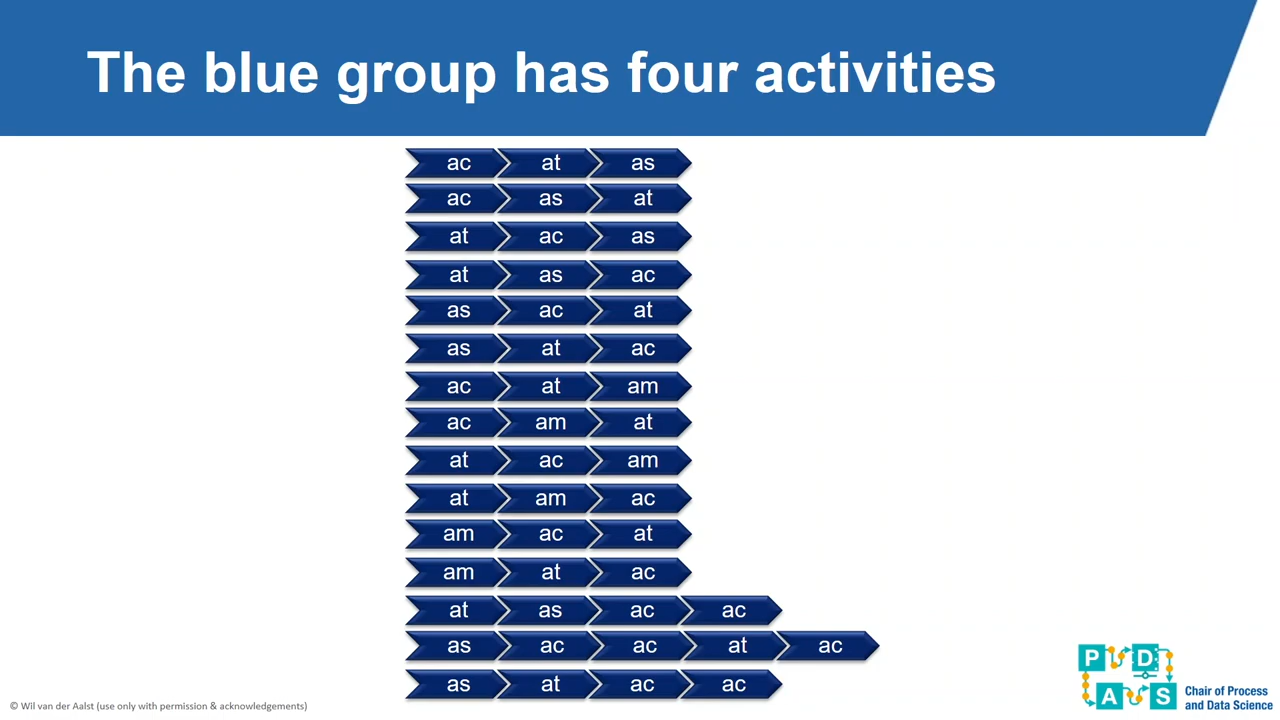 The blue group has four activities
ac at as
ac as at
at ac as
at as ac
as ac at
as at ac
ac at am
ac am at
at ac am
at am ac
am ac at
am at ac
at as ac ac
as ac ac at ac
as at ac ac
P D
A S
Chair of Process
and Data Science
© Wil van der Aalst (use only with permission & acknowledgements)